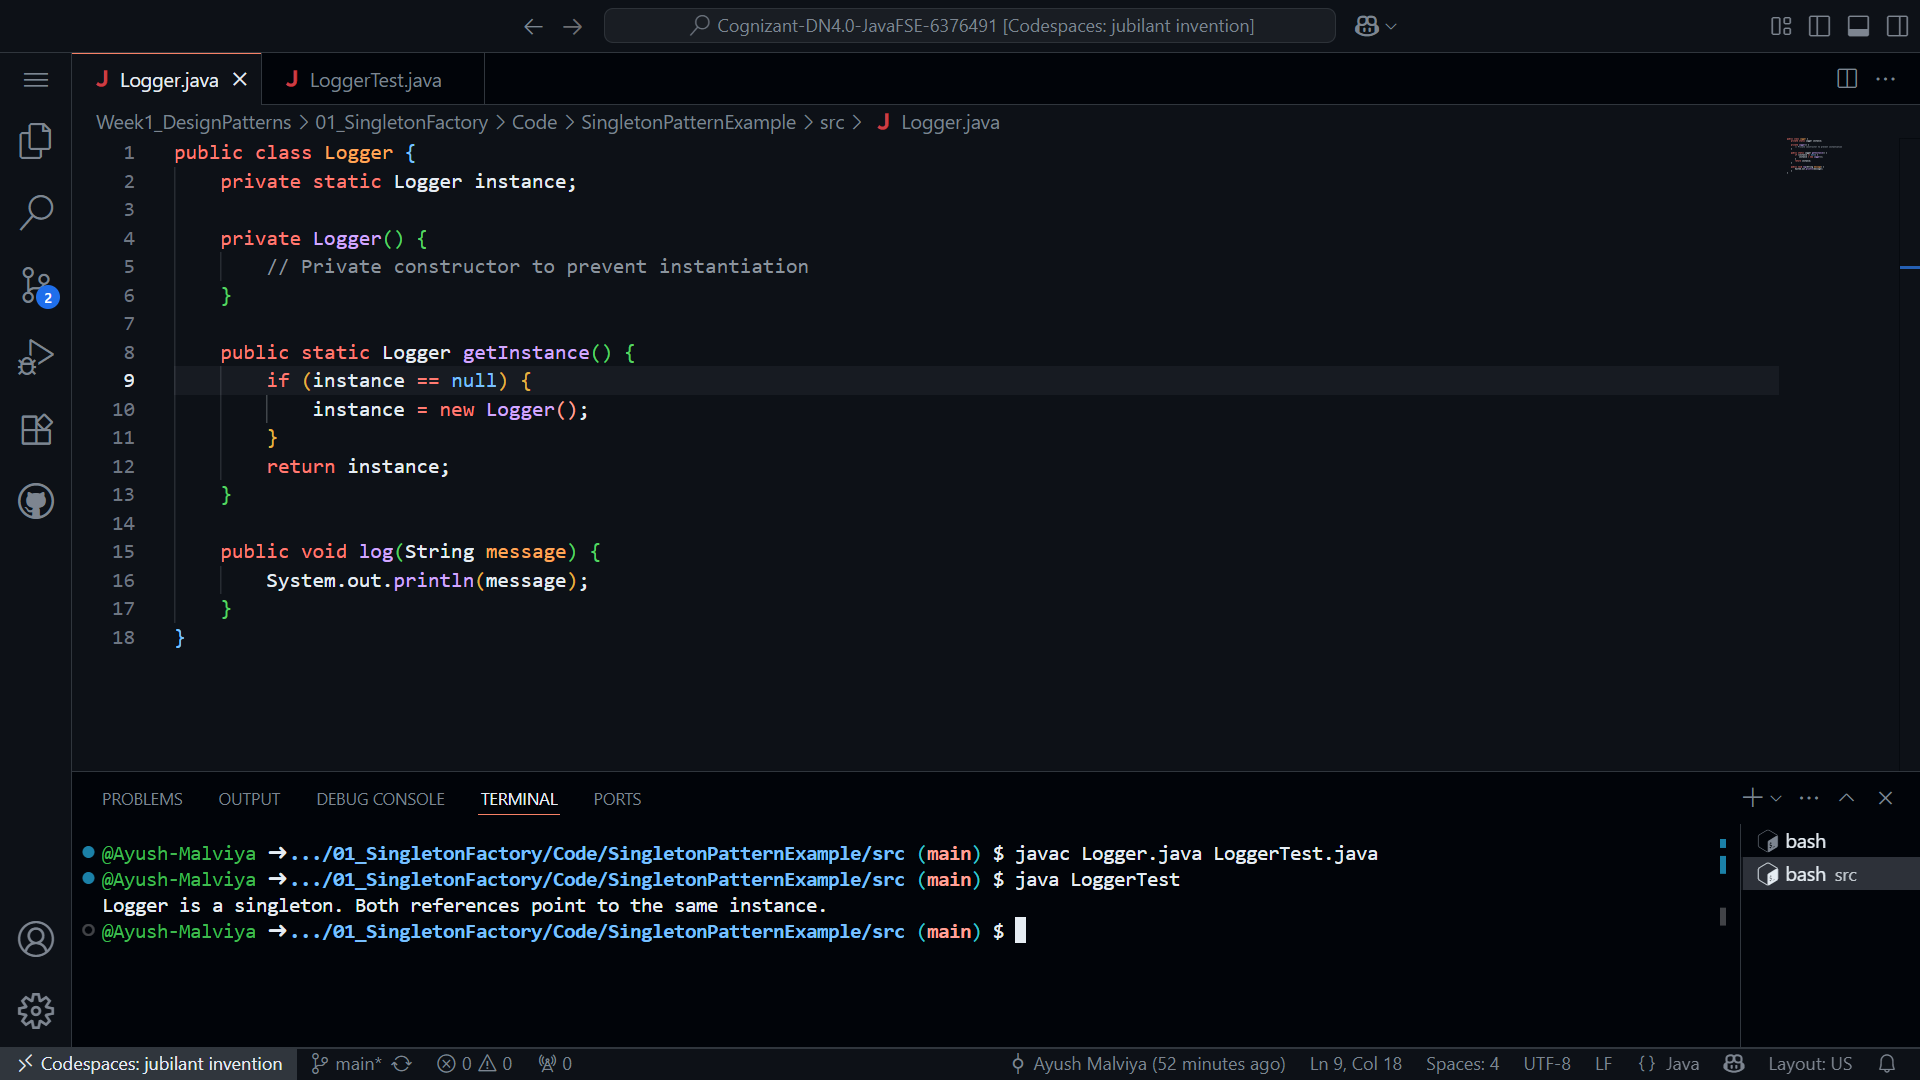 Cognizant-DN4.0-JavaFSE-6376491 [Codespaces: jubilant invention]
Logger.java
LoggerTest.java
Week1_DesignPatterns > 01_SingletonFactory > Code > SingletonPatternExample > src > Logger.java
1 public class Logger {
2     private static Logger instance;
3
4     private Logger() {
5         // Private constructor to prevent instantiation
6     }
7
8     public static Logger getInstance() {
9         if (instance == null) {
10             instance = new Logger();
11         }
12         return instance;
13     }
14
15     public void log(String message) {
16         System.out.println(message);
17     }
18 }
2
PROBLEMS OUTPUT DEBUG CONSOLE TERMINAL PORTS
@Ayush-Malviya ➜.../01_SingletonFactory/Code/SingletonPatternExample/src (main) $ javac Logger.java LoggerTest.java
@Ayush-Malviya ➜.../01_SingletonFactory/Code/SingletonPatternExample/src (main) $ java LoggerTest
Logger is a singleton. Both references point to the same instance.
@Ayush-Malviya ➜.../01_SingletonFactory/Code/SingletonPatternExample/src (main) $
bash
bash src
Codespaces: jubilant invention main* 0 0 0 Ayush Malviya (52 minutes ago) Ln 9, Col 18 Spaces: 4 UTF-8 LF {} Java Layout: US